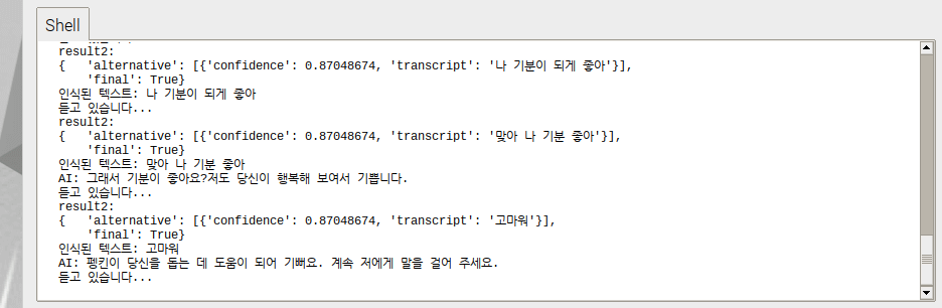 Shell
result2:
{   'alternative': [{'confidence': 0.87048674, 'transcript': '나 기분이 되게 좋아'}],
    'final': True}
인식된 텍스트: 나 기분이 되게 좋아
듣고 있습니다...
result2:
{   'alternative': [{'confidence': 0.87048674, 'transcript': '맞아 나 기분 좋아'}],
    'final': True}
인식된 텍스트: 맞아 나 기분 좋아
AI: 그래서 기분이 좋아요?저도 당신이 행복해 보여서 기쁩니다.
듣고 있습니다...
result2:
{   'alternative': [{'confidence': 0.87048674, 'transcript': '고마워'}],
    'final': True}
인식된 텍스트: 고마워
AI: 펭킨이 당신을 돕는 데 도움이 되어 기뻐요. 계속 저에게 말을 걸어 주세요.
듣고 있습니다...